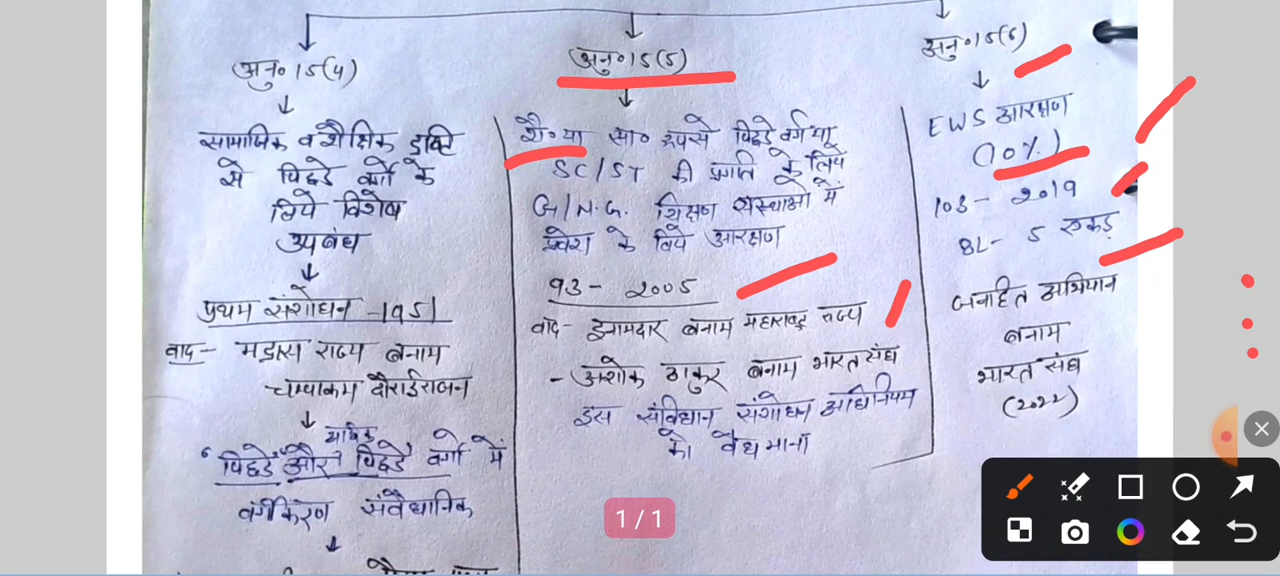 अनु० 15(4)
सामाजिक व शैक्षिक दृष्टि
से पिछडे वर्गो के
लिये विशेष
उपबंध
प्रथम संशोधन -1951
वाद- मद्रास राज्य बनाम
- चम्पाकम दौराईराजन
सापेक्ष
"पिछडे और पिछडे" वर्गो में
वर्गीकरण संवैधानिक
अनु० 15(5)
शै० या सा० रूपसे पिछडे वर्ग या
SC/ST की प्रगति के लिये
G/N.G. शिक्षण संस्थाओ में
प्रवेश के लिये आरक्षण
93- 2005
वाद- इनामदार बनाम महाराष्ट्र राज्य
- अशोक ठाकुर बनाम भारत संघ
इस संविधान संशोधन अधिनियम
को वैध माना
अनु० 15(6)
EWS आरक्षण
(10%)
103- 2019
8L- 5 एकड़
जनहित अभियान
बनाम
भारत संघ
(2022)
1 / 1